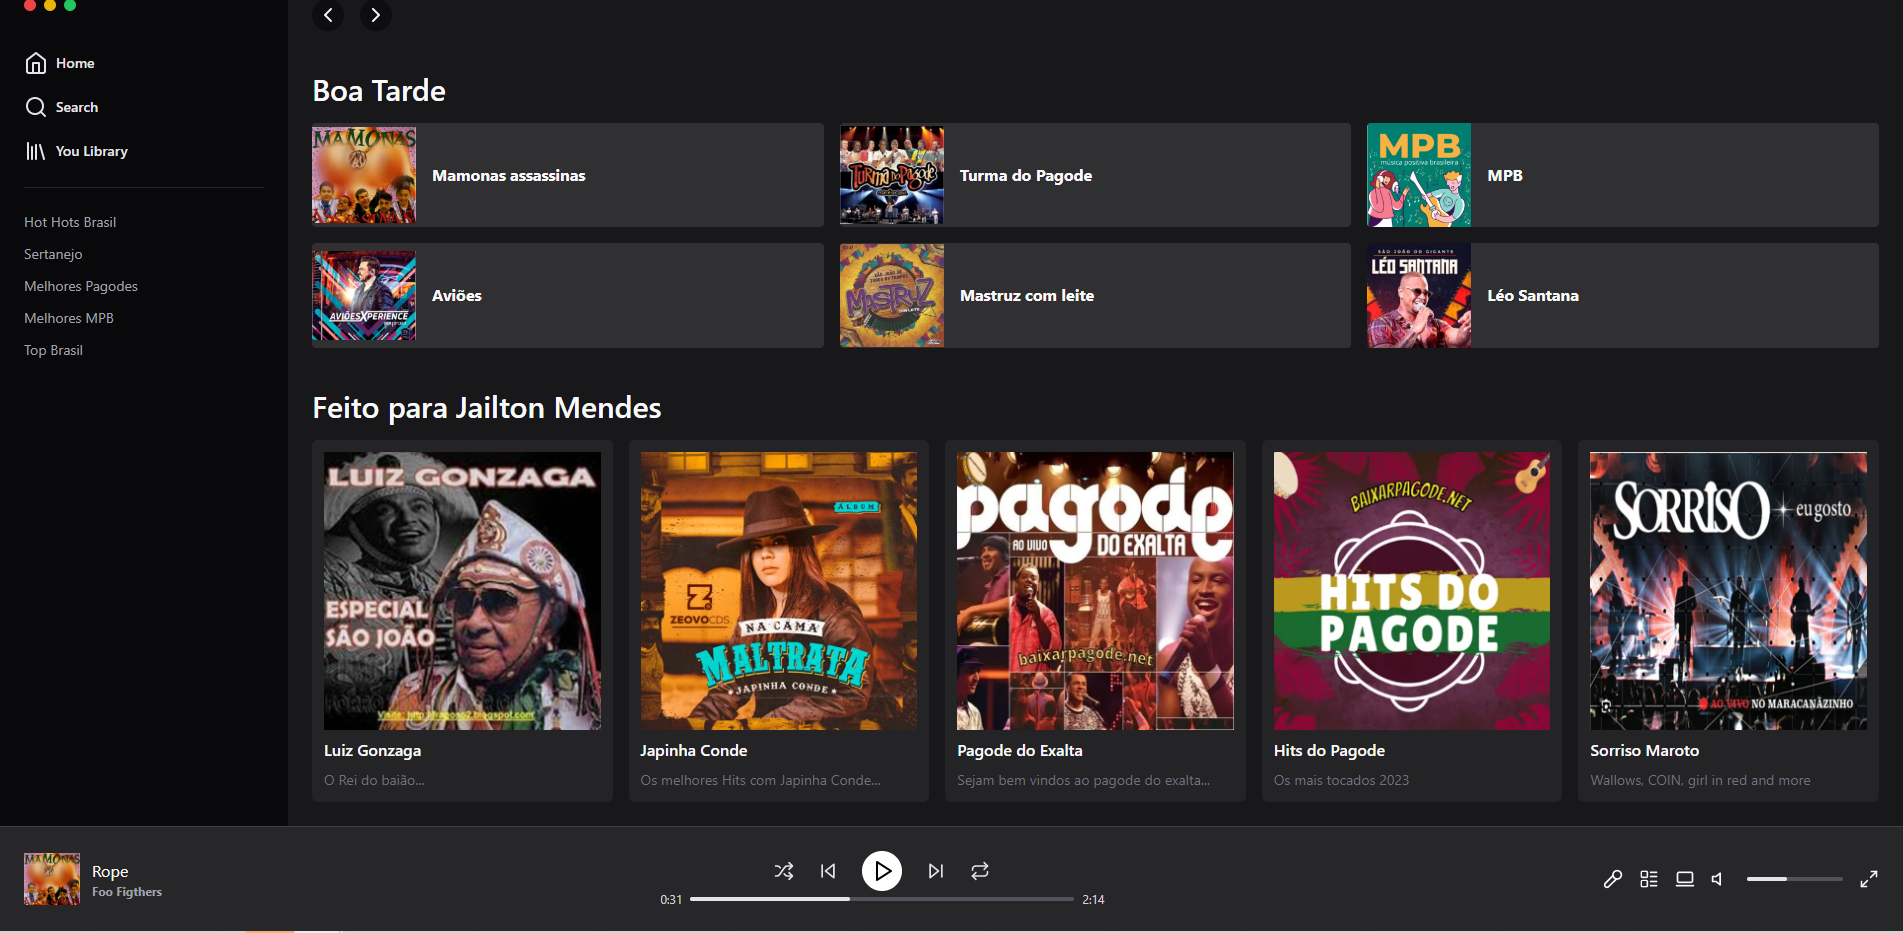 Home
Search
You Library
Hot Hots Brasil
Sertanejo
Melhores Pagodes
Melhores MPB
Top Brasil
Boa Tarde
MAMONAS
Mamonas assassinas
TURMA DO PAGODE
Turma do Pagode
MPB
música positiva brasileira
MPB
AVIÕESXPERIENCE
Aviões
MASTRUZ
COM LEITE
Mastruz com leite
SÃO JOÃO DO GIGANTE
LÉO SANTANA
Léo Santana
Feito para Jailton Mendes
LUIZ GONZAGA
ESPECIAL
SÃO JOÃO
Luiz Gonzaga
O Rei do baião...
ÁLBUM
ZEOVOCDS
NA CAMA
MALTRATA
JAPINHA CONDE
Japinha Conde
Os melhores Hits com Japinha Conde...
pagode
AO VIVO
DO EXALTA
baixarpagode.net
Pagode do Exalta
Sejam bem vindos ao pagode do exalta...
BAIXARPAGODE.NET
HITS DO
PAGODE
Hits do Pagode
Os mais tocados 2023
SORRISO
eu gosto
AO VIVO NO MARACANÃZINHO
Sorriso Maroto
Wallows, COIN, girl in red and more
MAMONAS
Rope
Foo Figthers
0:31
2:14